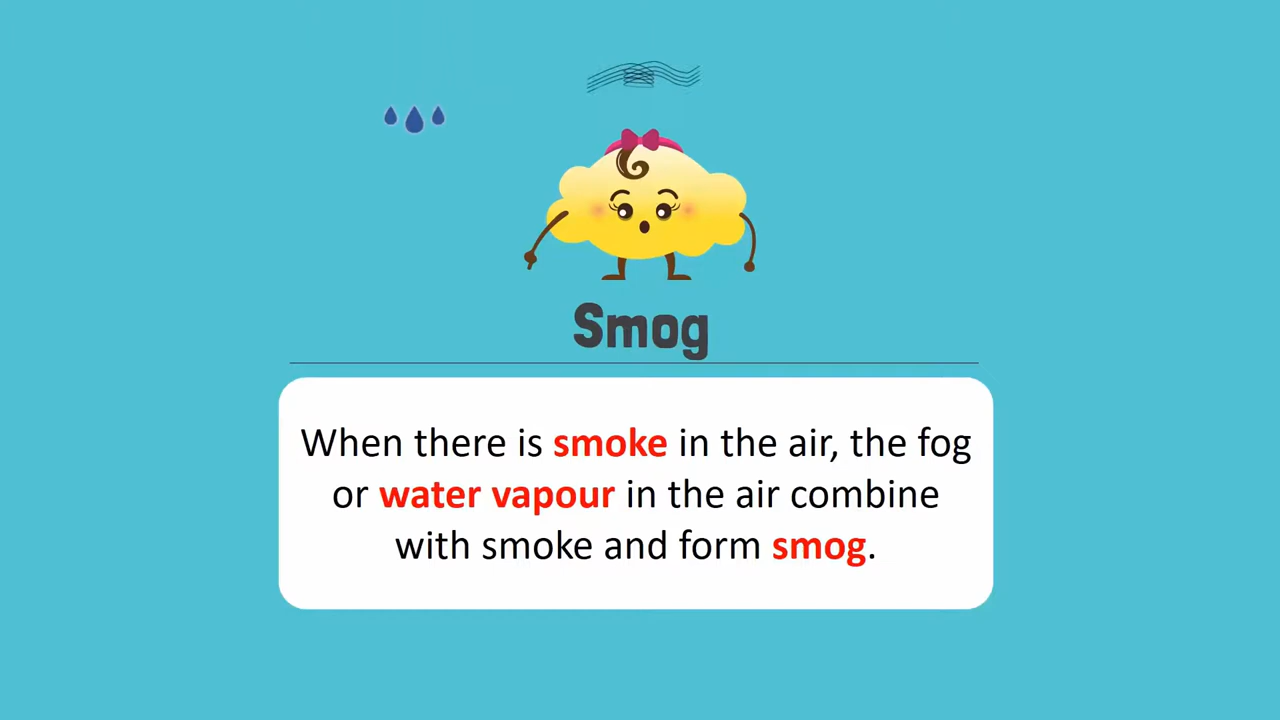 Smog
When there is smoke in the air, the fog
or water vapour in the air combine
with smoke and form smog.